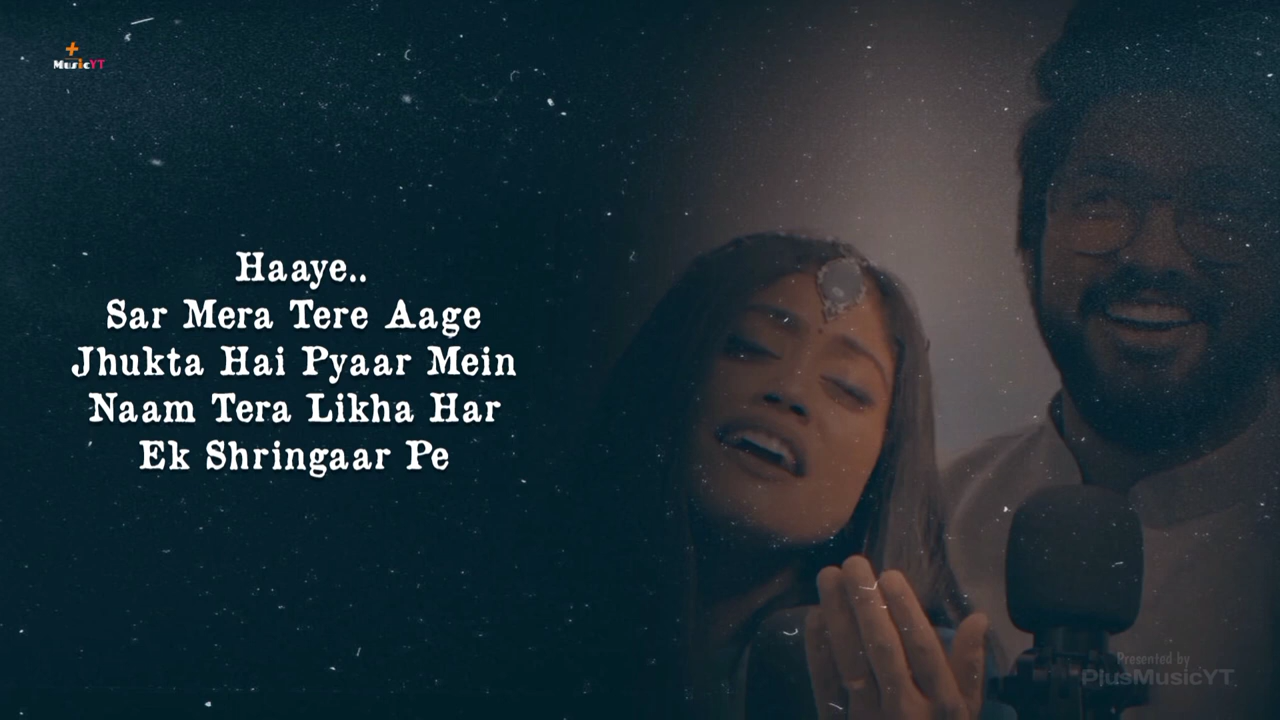 +
MusicYT
Haaye..
Sar Mera Tere Aage
Jhukta Hai Pyaar Mein
Naam Tera Likha Har
Ek Shringaar Pe
Presented by
PlusMusicYT